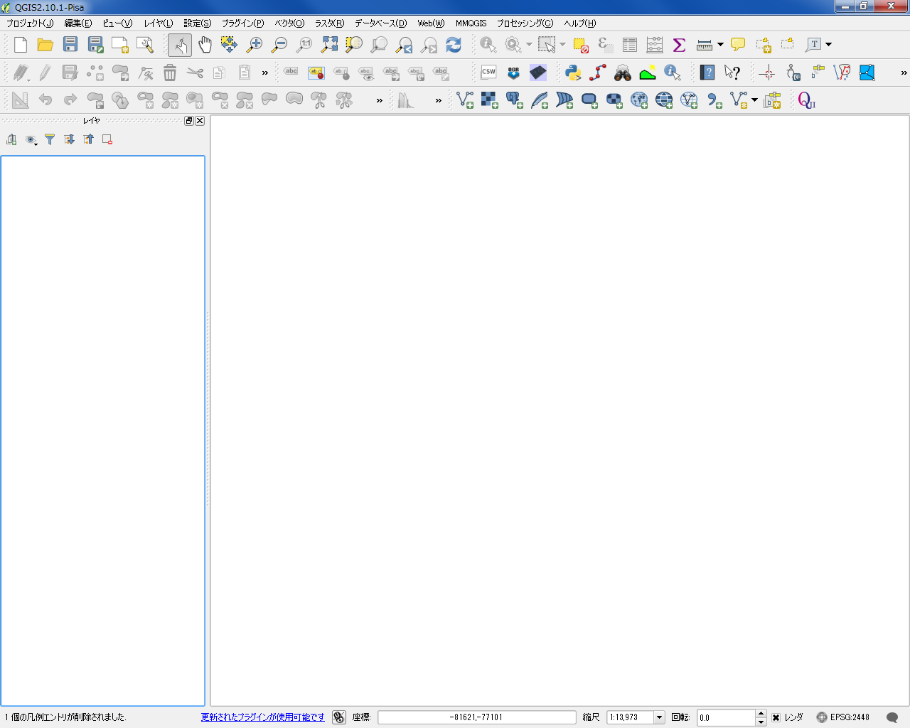 QGIS2.10.1-Pisa
プロジェクト(J) 編集(E) ビュー(V) レイヤ(L) 設定(S) プラグイン(P) ベクタ(O) ラスタ(R) データベース(D) Web(W) MMQGIS プロセッシング(C) ヘルプ(H)
レイヤ
1 個の凡例エントリが削除されました. 更新されたプラグインが使用可能です 座標: -81621,-77101 縮尺 1:13,973 回転: 0.0 レンダ EPSG:2448